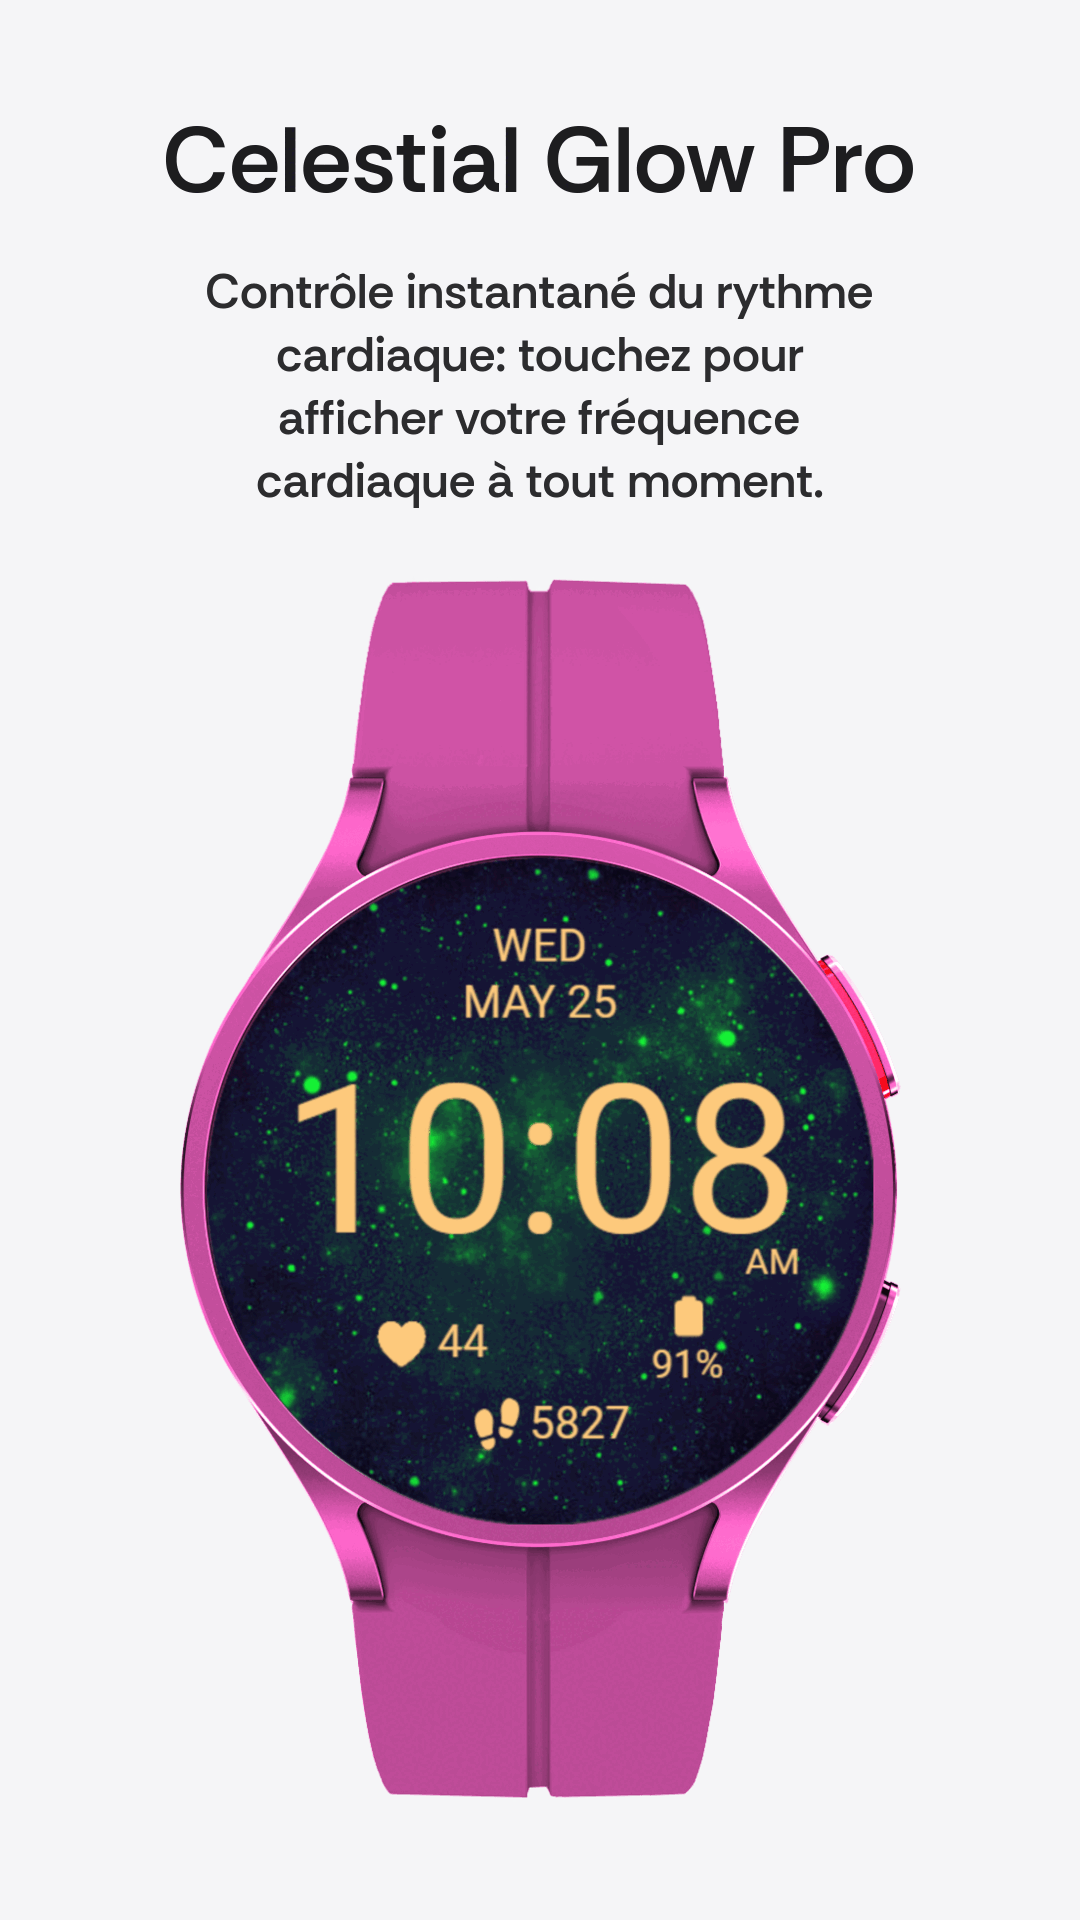 Celestial Glow Pro
Contrôle instantané du rythme
cardiaque: touchez pour
afficher votre fréquence
cardiaque à tout moment.
WED
MAY 25
10:08
AM
44
91%
5827